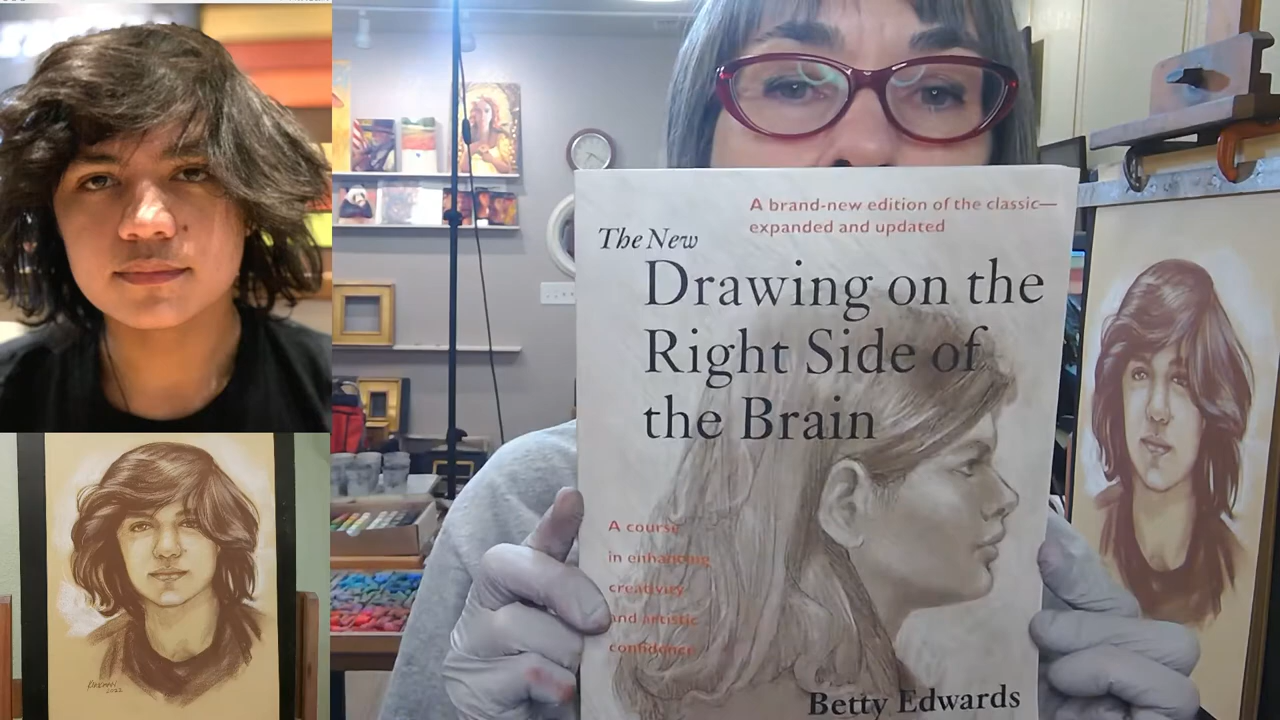 A brand-new edition of the classic—
expanded and updated
The New
Drawing on the
Right Side of
the Brain
A course
in enhancing
creativity
and artistic
confidence
Betty Edwards
2022